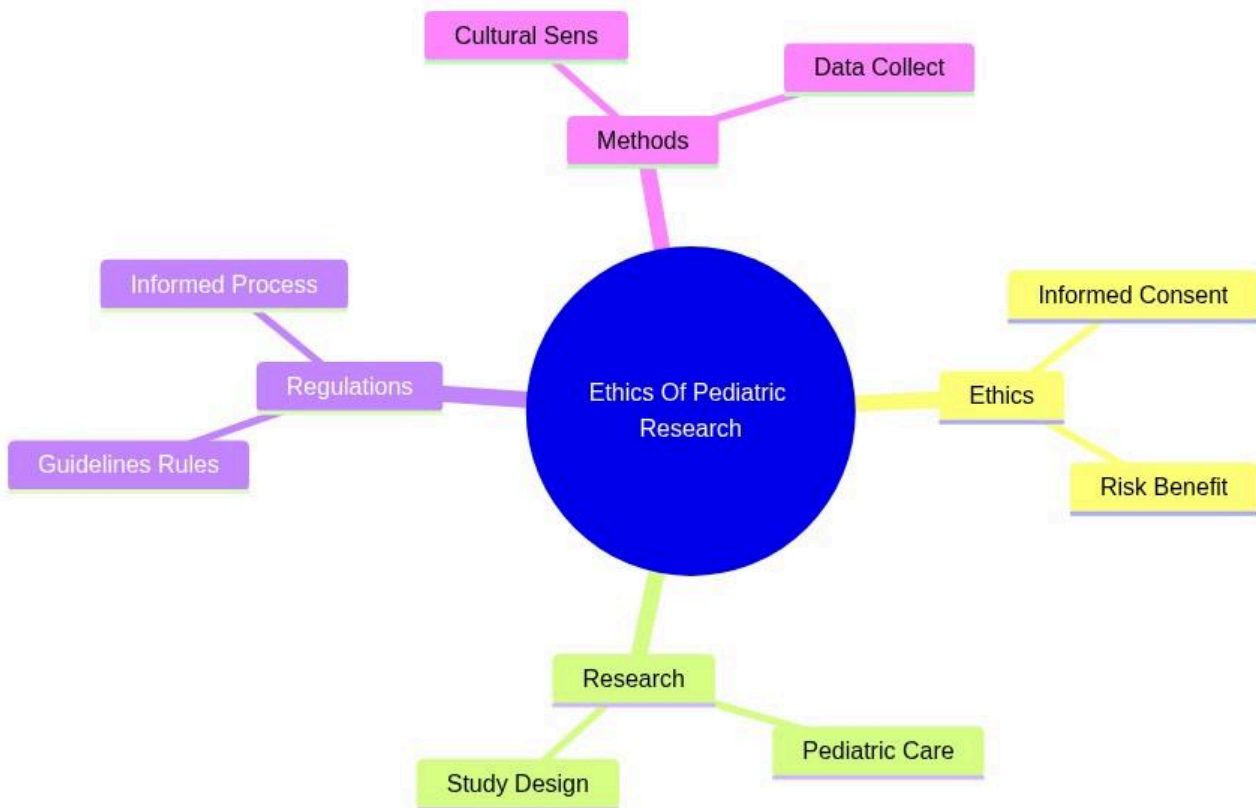 Cultural Sens
Data Collect
Methods
Informed Process
Informed Consent
Regulations
Ethics Of Pediatric
Research
Ethics
Guidelines Rules
Risk Benefit
Research
Pediatric Care
Study Design